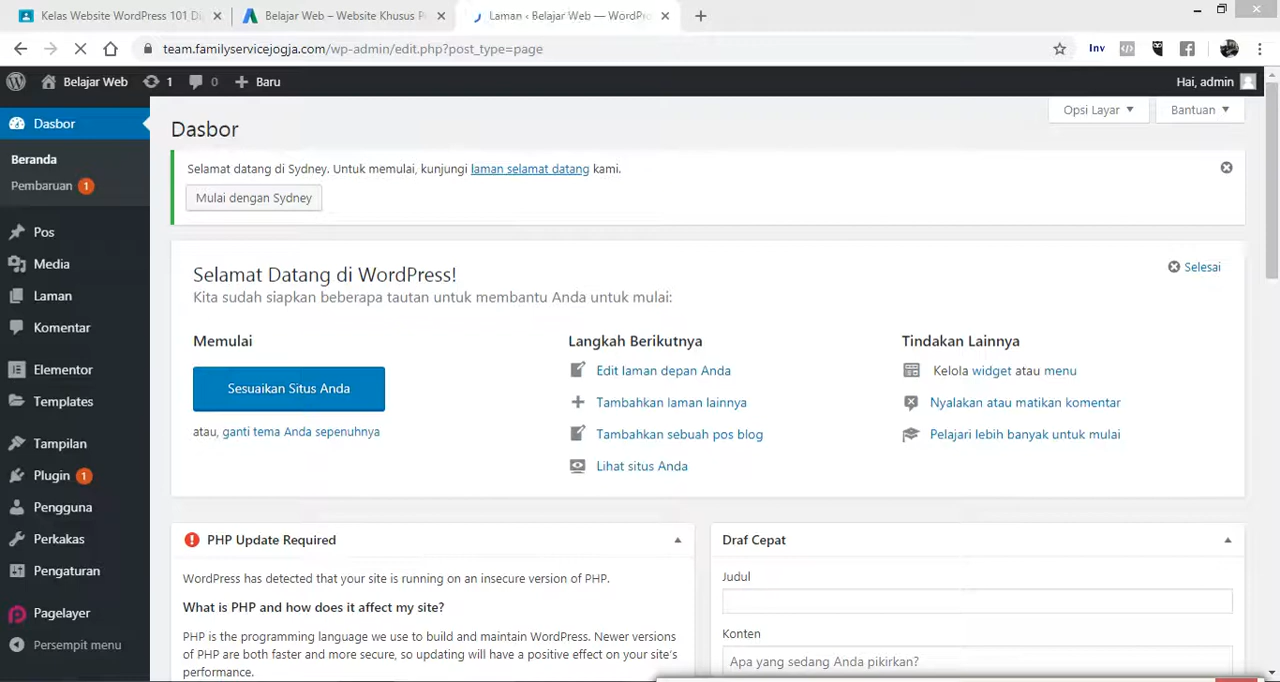 Kelas Website WordPress 101 Di
Belajar Web – Website Khusus P
Laman ‹ Belajar Web — WordPr
team.familyservicejogja.com/wp-admin/edit.php?post_type=page
Inv
Belajar Web
1
0
Baru
Hai, admin
Dasbor
Beranda
Pembaruan 1
Pos
Media
Laman
Komentar
Elementor
Templates
Tampilan
Plugin 1
Pengguna
Perkakas
Pengaturan
Pagelayer
Persempit menu
Opsi Layar
Bantuan
Dasbor
Selamat datang di Sydney. Untuk memulai, kunjungi laman selamat datang kami.
Mulai dengan Sydney
Selamat Datang di WordPress!
Selesai
Kita sudah siapkan beberapa tautan untuk membantu Anda untuk mulai:
Memulai
Sesuaikan Situs Anda
atau, ganti tema Anda sepenuhnya
Langkah Berikutnya
Edit laman depan Anda
Tambahkan laman lainnya
Tambahkan sebuah pos blog
Lihat situs Anda
Tindakan Lainnya
Kelola widget atau menu
Nyalakan atau matikan komentar
Pelajari lebih banyak untuk mulai
PHP Update Required
WordPress has detected that your site is running on an insecure version of PHP.
What is PHP and how does it affect my site?
PHP is the programming language we use to build and maintain WordPress. Newer versions
of PHP are both faster and more secure, so updating will have a positive effect on your site's
performance.
Draf Cepat
Judul
Konten
Apa yang sedang Anda pikirkan?